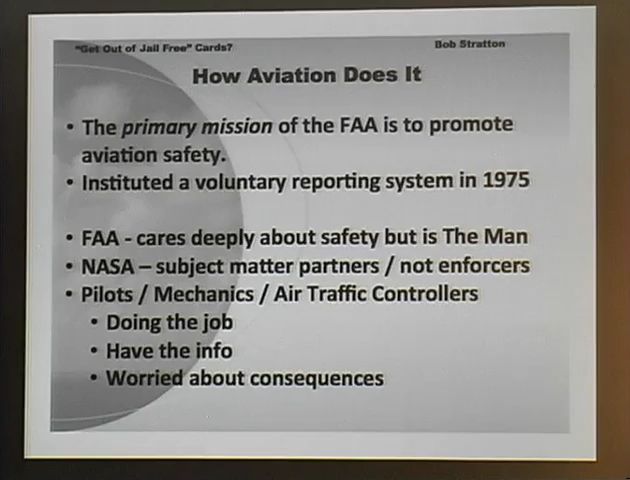 "Get Out of Jail Free" Cards?
Bob Stratton
How Aviation Does It
• The primary mission of the FAA is to promote
aviation safety.
• Instituted a voluntary reporting system in 1975
• FAA - cares deeply about safety but is The Man
• NASA – subject matter partners / not enforcers
• Pilots / Mechanics / Air Traffic Controllers
• Doing the job
• Have the info
• Worried about consequences